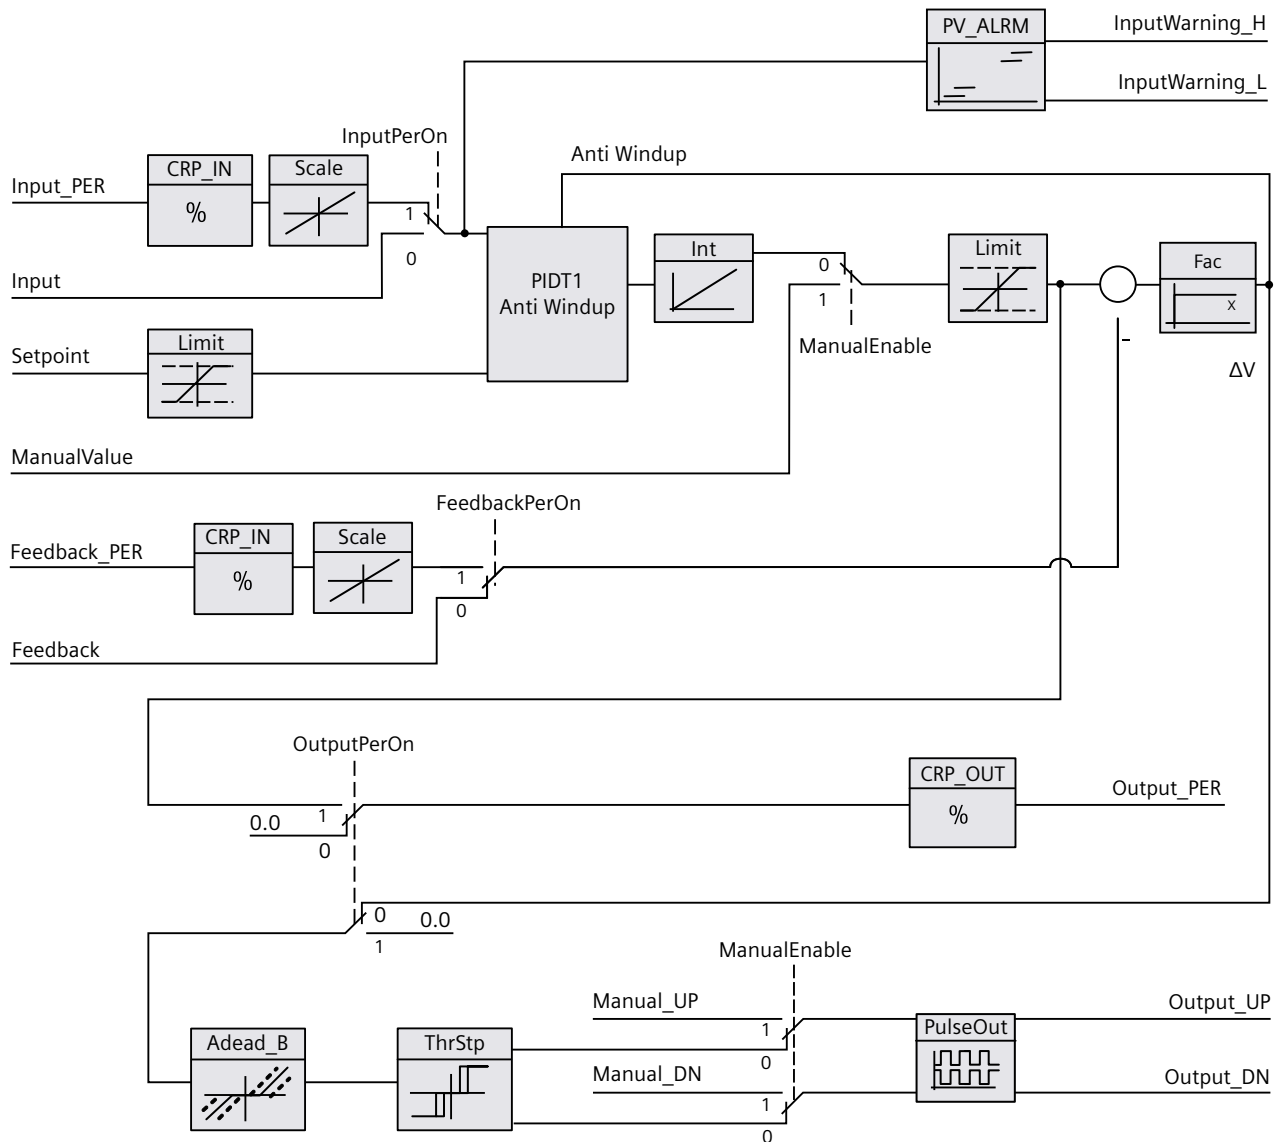 PV_ALRM
InputWarning_H
InputWarning_L
InputPerOn
Anti Windup
Input_PER
CRP_IN
%
Scale
1
0
Input
PIDT1
Anti Windup
Int
0
1
ManualEnable
Limit
Fac
x
-
ΔV
Setpoint
Limit
ManualValue
FeedbackPerOn
Feedback_PER
CRP_IN
%
Scale
1
0
Feedback
OutputPerOn
1
0.0
0
CRP_OUT
%
Output_PER
0
0.0
1
ManualEnable
Manual_UP
1
0
Output_UP
Adead_B
ThrStp
PulseOut
Manual_DN
1
0
Output_DN